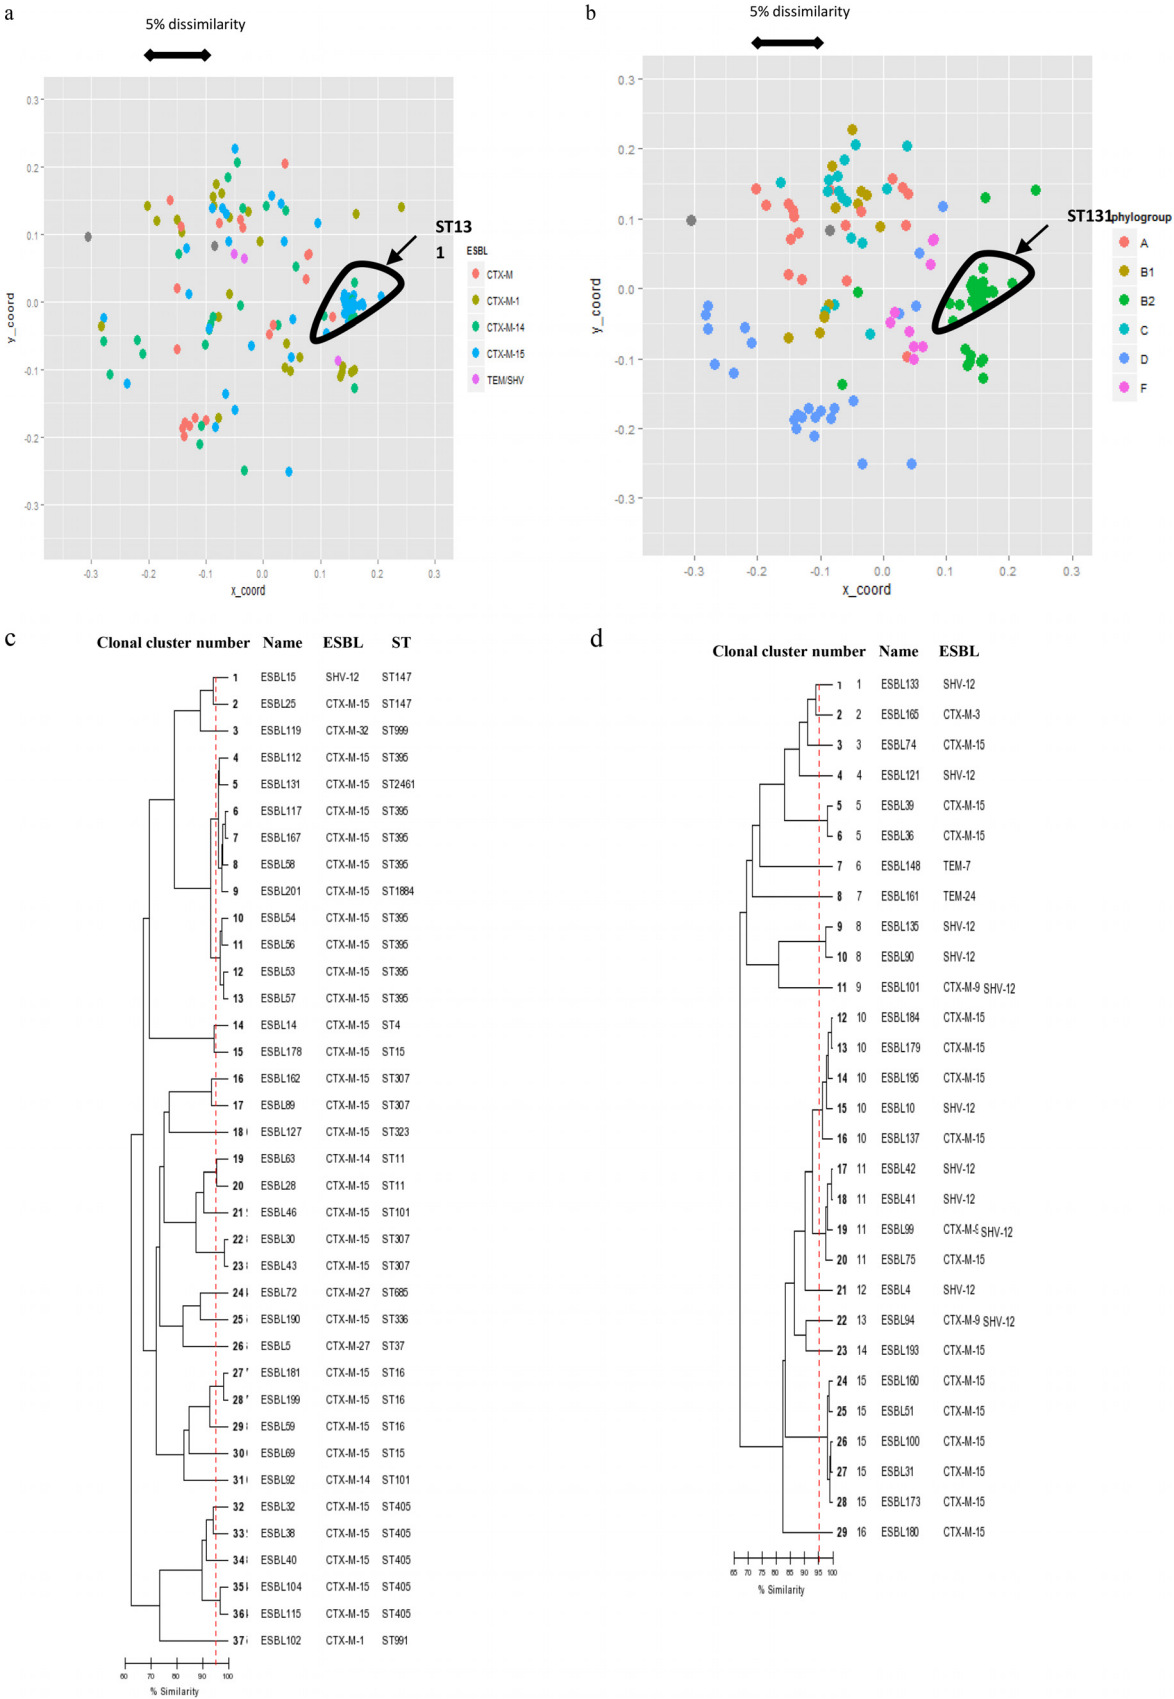 a
5% dissimilarity
0.3
0.2
0.1
0.0
-0.1
-0.2
-0.3
y_coord
-0.3 -0.2 -0.1 0.0 0.1 0.2 0.3
x_coord
ST13
1
ESBL
CTX-M
CTX-M-1
CTX-M-14
CTX-M-15
TEM/SHV
b
5% dissimilarity
0.3
0.2
0.1
0.0
-0.1
-0.2
-0.3
y_coord
-0.3 -0.2 -0.1 0.0 0.1 0.2 0.3
x_coord
ST131
phylogroup
A
B1
B2
C
D
F
c
Clonal cluster number Name ESBL ST
1 ESBL15 SHV-12 ST147
2 ESBL25 CTX-M-15 ST147
3 ESBL119 CTX-M-32 ST999
4 ESBL112 CTX-M-15 ST395
5 ESBL131 CTX-M-15 ST2461
6 ESBL117 CTX-M-15 ST395
7 ESBL167 CTX-M-15 ST395
8 ESBL58 CTX-M-15 ST395
9 ESBL201 CTX-M-15 ST1884
10 ESBL54 CTX-M-15 ST395
11 ESBL56 CTX-M-15 ST395
12 ESBL53 CTX-M-15 ST395
13 ESBL57 CTX-M-15 ST395
14 ESBL14 CTX-M-15 ST4
15 ESBL178 CTX-M-15 ST15
16 ESBL162 CTX-M-15 ST307
17 ESBL89 CTX-M-15 ST307
18 ESBL127 CTX-M-15 ST323
19 ESBL63 CTX-M-14 ST11
20 ESBL28 CTX-M-15 ST11
21 ESBL46 CTX-M-15 ST101
22 ESBL30 CTX-M-15 ST307
23 ESBL43 CTX-M-15 ST307
24 ESBL72 CTX-M-27 ST685
25 ESBL190 CTX-M-15 ST336
26 ESBL5 CTX-M-27 ST37
27 ESBL181 CTX-M-15 ST16
28 ESBL199 CTX-M-15 ST16
29 ESBL59 CTX-M-15 ST16
30 ESBL69 CTX-M-15 ST15
31 ESBL92 CTX-M-14 ST101
32 ESBL32 CTX-M-15 ST405
33 ESBL38 CTX-M-15 ST405
34 ESBL40 CTX-M-15 ST405
35 ESBL104 CTX-M-15 ST405
36 ESBL115 CTX-M-15 ST405
37 ESBL102 CTX-M-1 ST991
60 70 80 90 100
% Similarity
d
Clonal cluster number Name ESBL
1 1 ESBL133 SHV-12
2 2 ESBL165 CTX-M-3
3 3 ESBL74 CTX-M-15
4 4 ESBL121 SHV-12
5 5 ESBL39 CTX-M-15
6 5 ESBL36 CTX-M-15
7 6 ESBL148 TEM-7
8 7 ESBL161 TEM-24
9 8 ESBL135 SHV-12
10 8 ESBL90 SHV-12
11 9 ESBL101 CTX-M-9 SHV-12
12 10 ESBL184 CTX-M-15
13 10 ESBL179 CTX-M-15
14 10 ESBL195 CTX-M-15
15 10 ESBL10 SHV-12
16 10 ESBL137 CTX-M-15
17 11 ESBL42 SHV-12
18 11 ESBL41 SHV-12
19 11 ESBL99 CTX-M-9 SHV-12
20 11 ESBL75 CTX-M-15
21 12 ESBL4 SHV-12
22 13 ESBL94 CTX-M-9 SHV-12
23 14 ESBL193 CTX-M-15
24 15 ESBL160 CTX-M-15
25 15 ESBL51 CTX-M-15
26 15 ESBL100 CTX-M-15
27 15 ESBL31 CTX-M-15
28 15 ESBL173 CTX-M-15
29 16 ESBL180 CTX-M-15
65 70 75 80 85 90 95 100
% Similarity